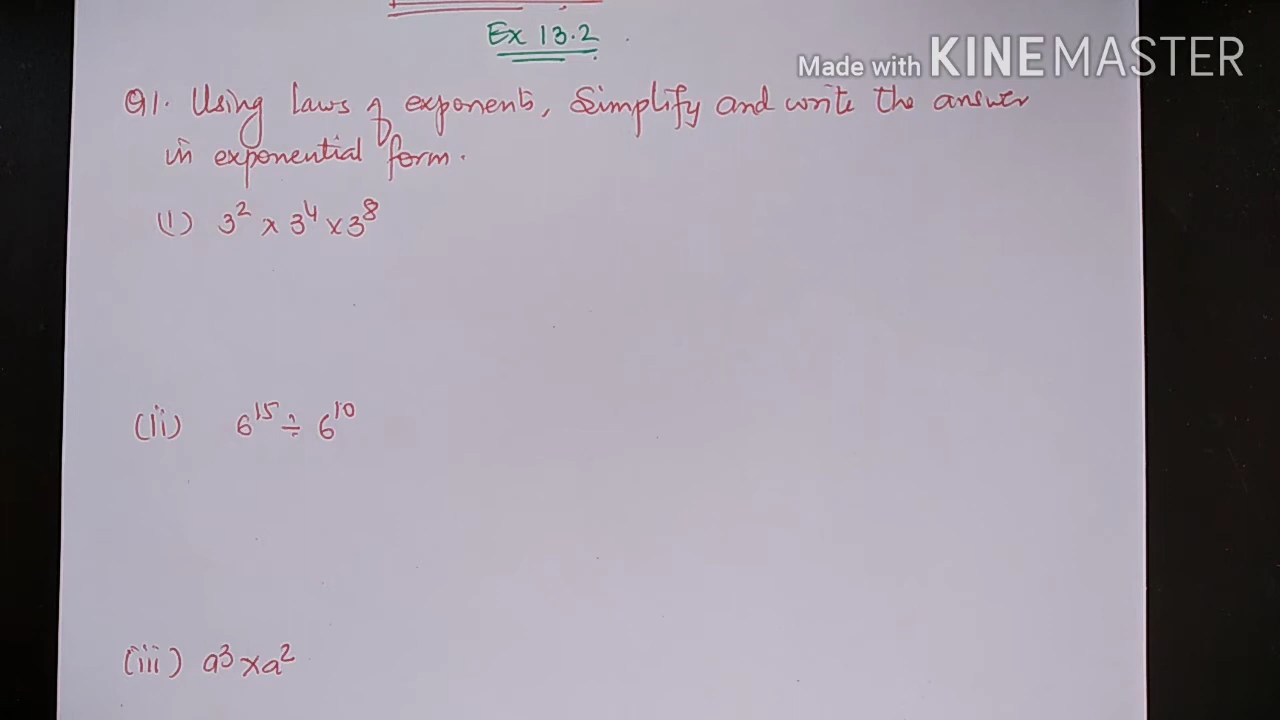 Ex 13.2
Made with KINEMASTER
Q1. Using laws of exponents, Simplify and write the answer
in exponential form.
(i) 3² × 3⁴ × 3⁸
(ii) 6¹⁵ ÷ 6¹⁰
(iii) a³ × a²